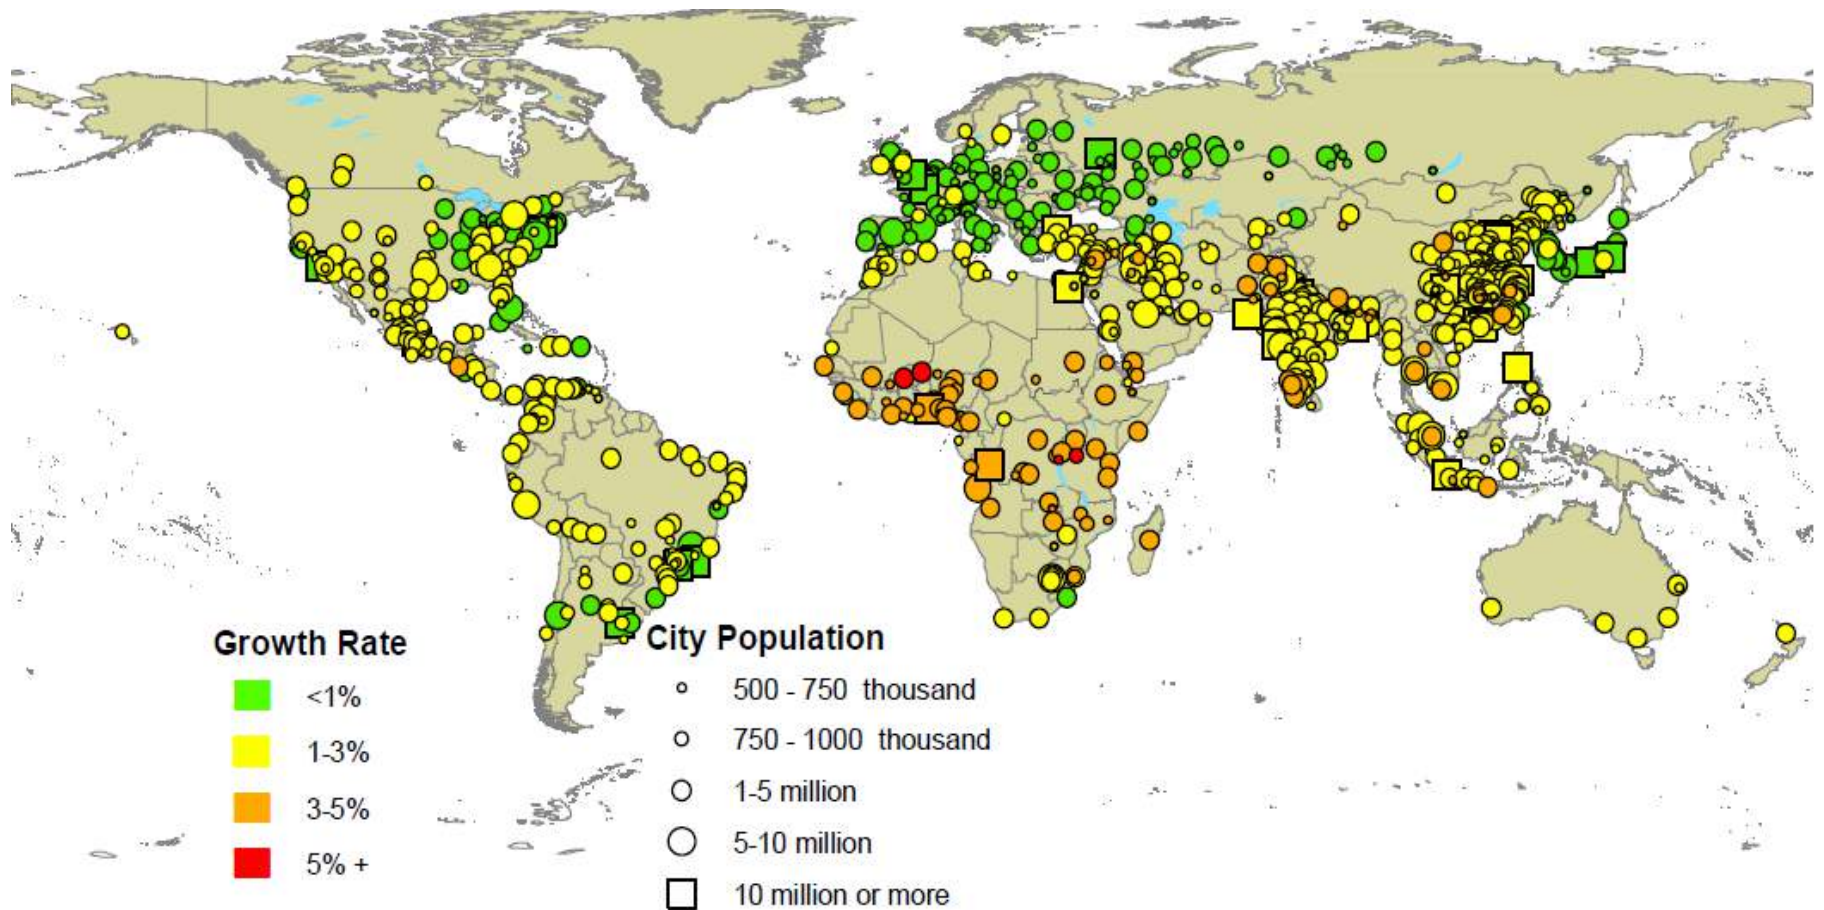 Growth Rate
<1%
1-3%
3-5%
5% +
City Population
500 - 750 thousand
750 - 1000 thousand
1-5 million
5-10 million
10 million or more